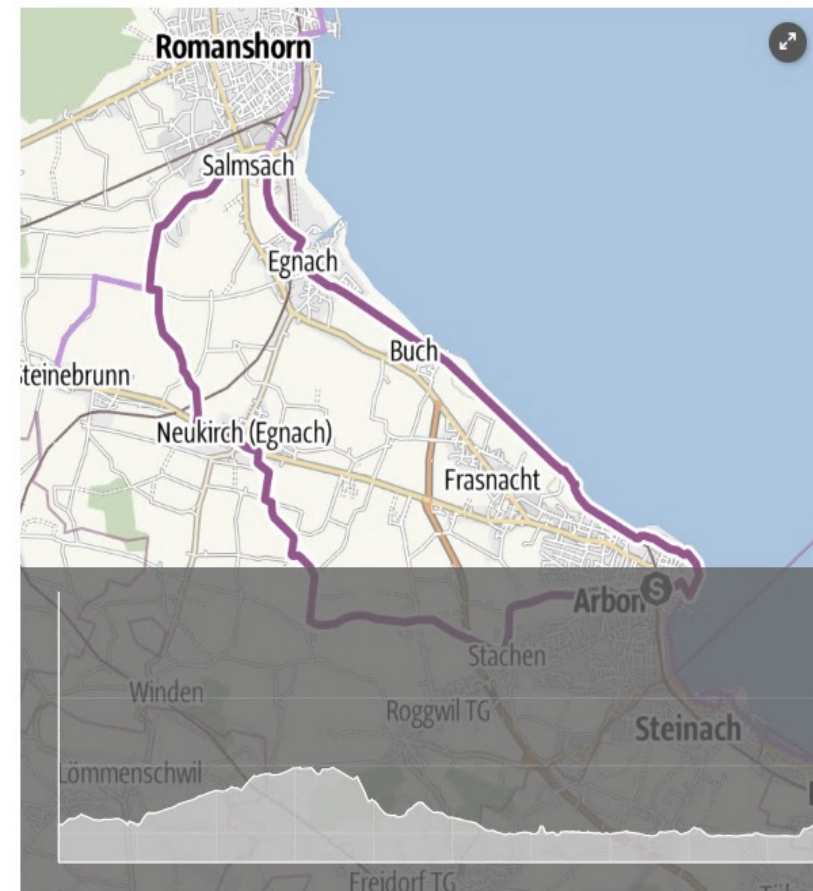 Romanshorn
Salmsach
Egnach
Buch
teinebrunn
Neukirch (Egnach)
Frasnacht
S
Arbon
Stachen
Winden
Roggwil TG
Steinach
Lömmenschwil
Freidorf TG